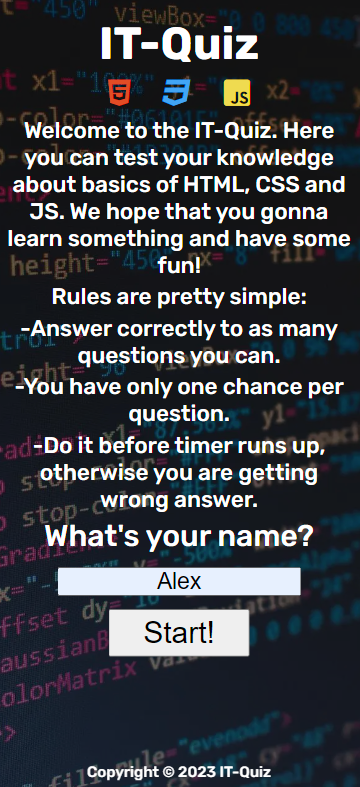 IT-Quiz
JS
Welcome to the IT-Quiz. Here
you can test your knowledge
about basics of HTML, CSS and
JS. We hope that you gonna
learn something and have some
fun!
Rules are pretty simple:
-Answer correctly to as many
questions you can.
-You have only one chance per
question.
-Do it before timer runs up,
otherwise you are getting
wrong answer.
What's your name?
Alex
Start!
Copyright © 2023 IT-Quiz